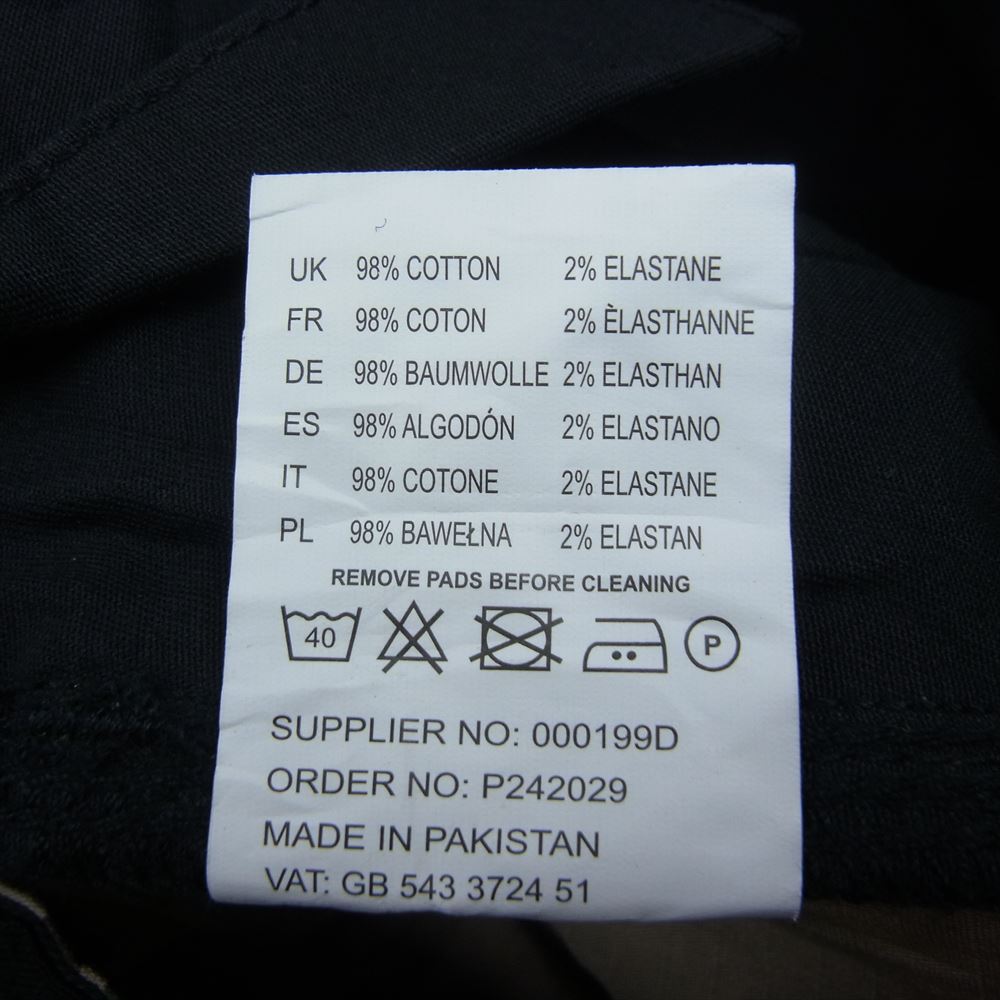 UK 98% COTTON 2% ELASTANE
FR 98% COTON 2% ÈLASTHANNE
DE 98% BAUMWOLLE 2% ELASTHAN
ES 98% ALGODÓN 2% ELASTANO
IT 98% COTONE 2% ELASTANE
PL 98% BAWEŁNA 2% ELASTAN
REMOVE PADS BEFORE CLEANING
40 P
SUPPLIER NO: 000199D
ORDER NO: P242029
MADE IN PAKISTAN
VAT: GB 543 3724 51